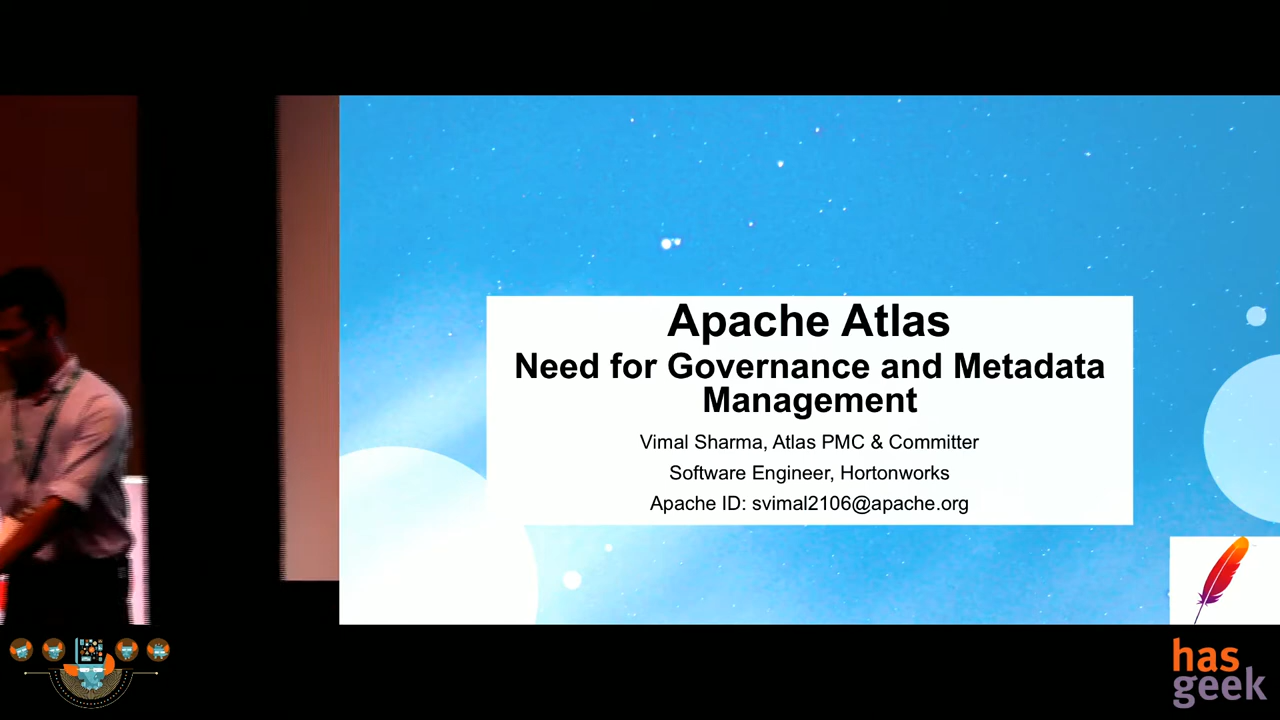 Apache Atlas
Need for Governance and Metadata
Management
Vimal Sharma, Atlas PMC & Committer
Software Engineer, Hortonworks
Apache ID: svimal2106@apache.org
has
geek